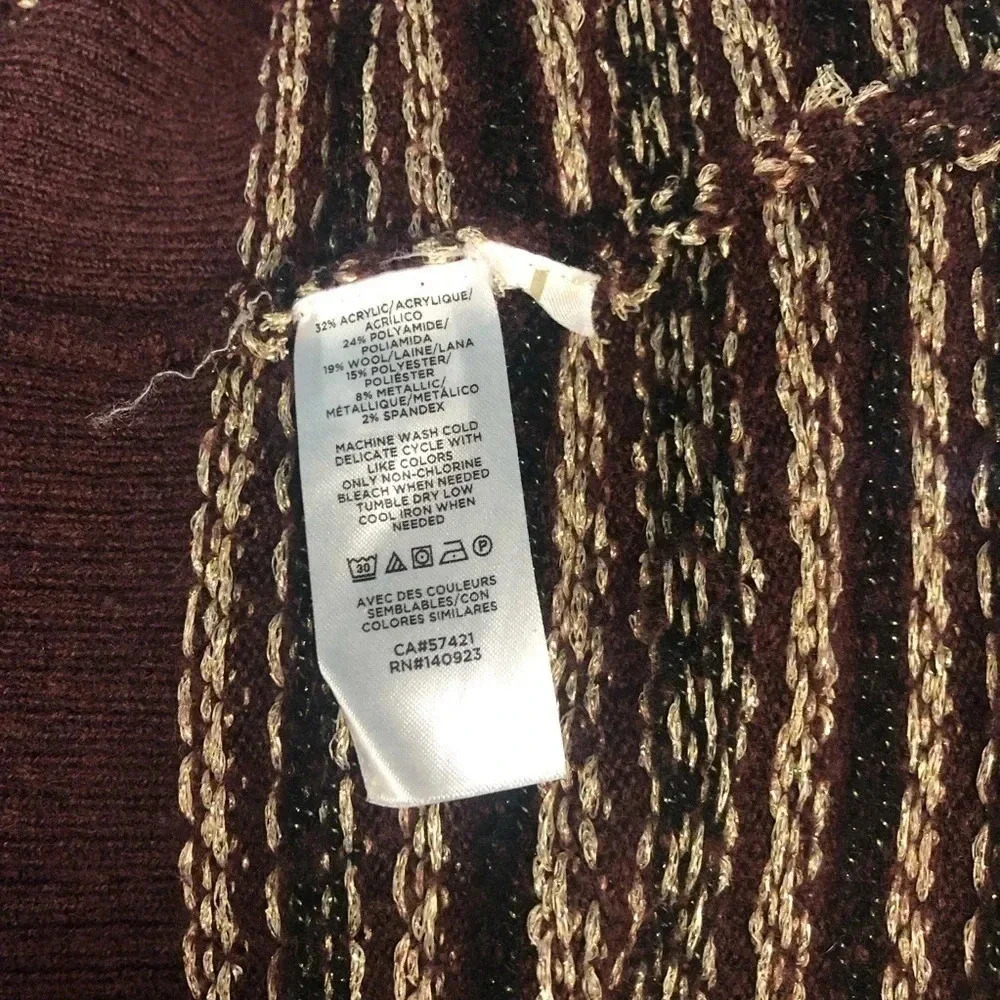 32% ACRYLIC/ACRYLIQUE/
ACRÍLICO
24% POLYAMIDE/
POLIAMIDA
19% WOOL/LAINE/LANA
15% POLYESTER/
POLIÉSTER
8% METALLIC/
MÉTALLIQUE/METÁLICO
2% SPANDEX
MACHINE WASH COLD
DELICATE CYCLE WITH
LIKE COLORS
ONLY NON-CHLORINE
BLEACH WHEN NEEDED
TUMBLE DRY LOW
COOL IRON WHEN
NEEDED
30 P
AVEC DES COULEURS
SEMBLABLES/CON
COLORES SIMILARES
CA#57421
RN#140923